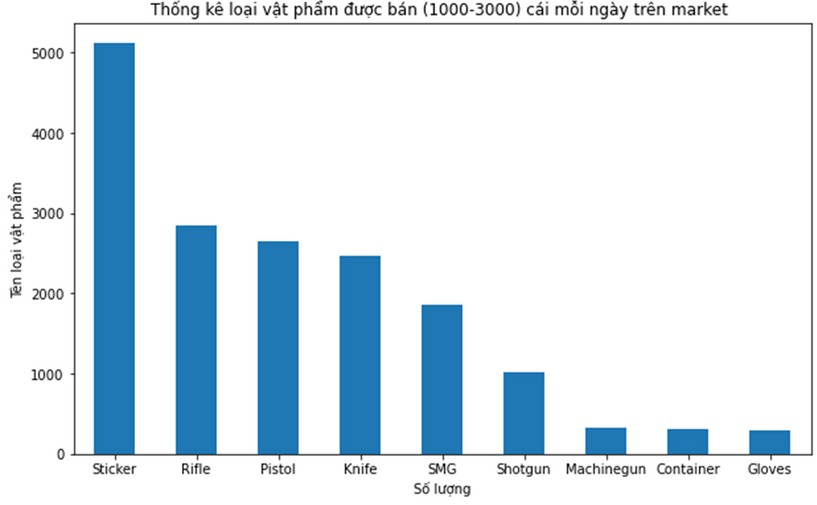 Thống kê loại vật phẩm được bán (1000-3000) cái mỗi ngày trên market
Tên loại vật phẩm
5000
4000
3000
2000
1000
0
Sticker Rifle Pistol Knife SMG Shotgun Machinegun Container Gloves
Số lượng